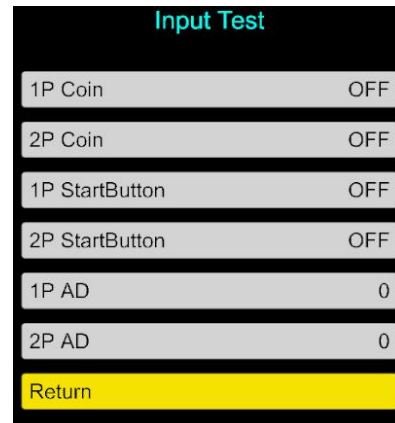 Input Test
1P Coin OFF
2P Coin OFF
1P StartButton OFF
2P StartButton OFF
1P AD 0
2P AD 0
Return